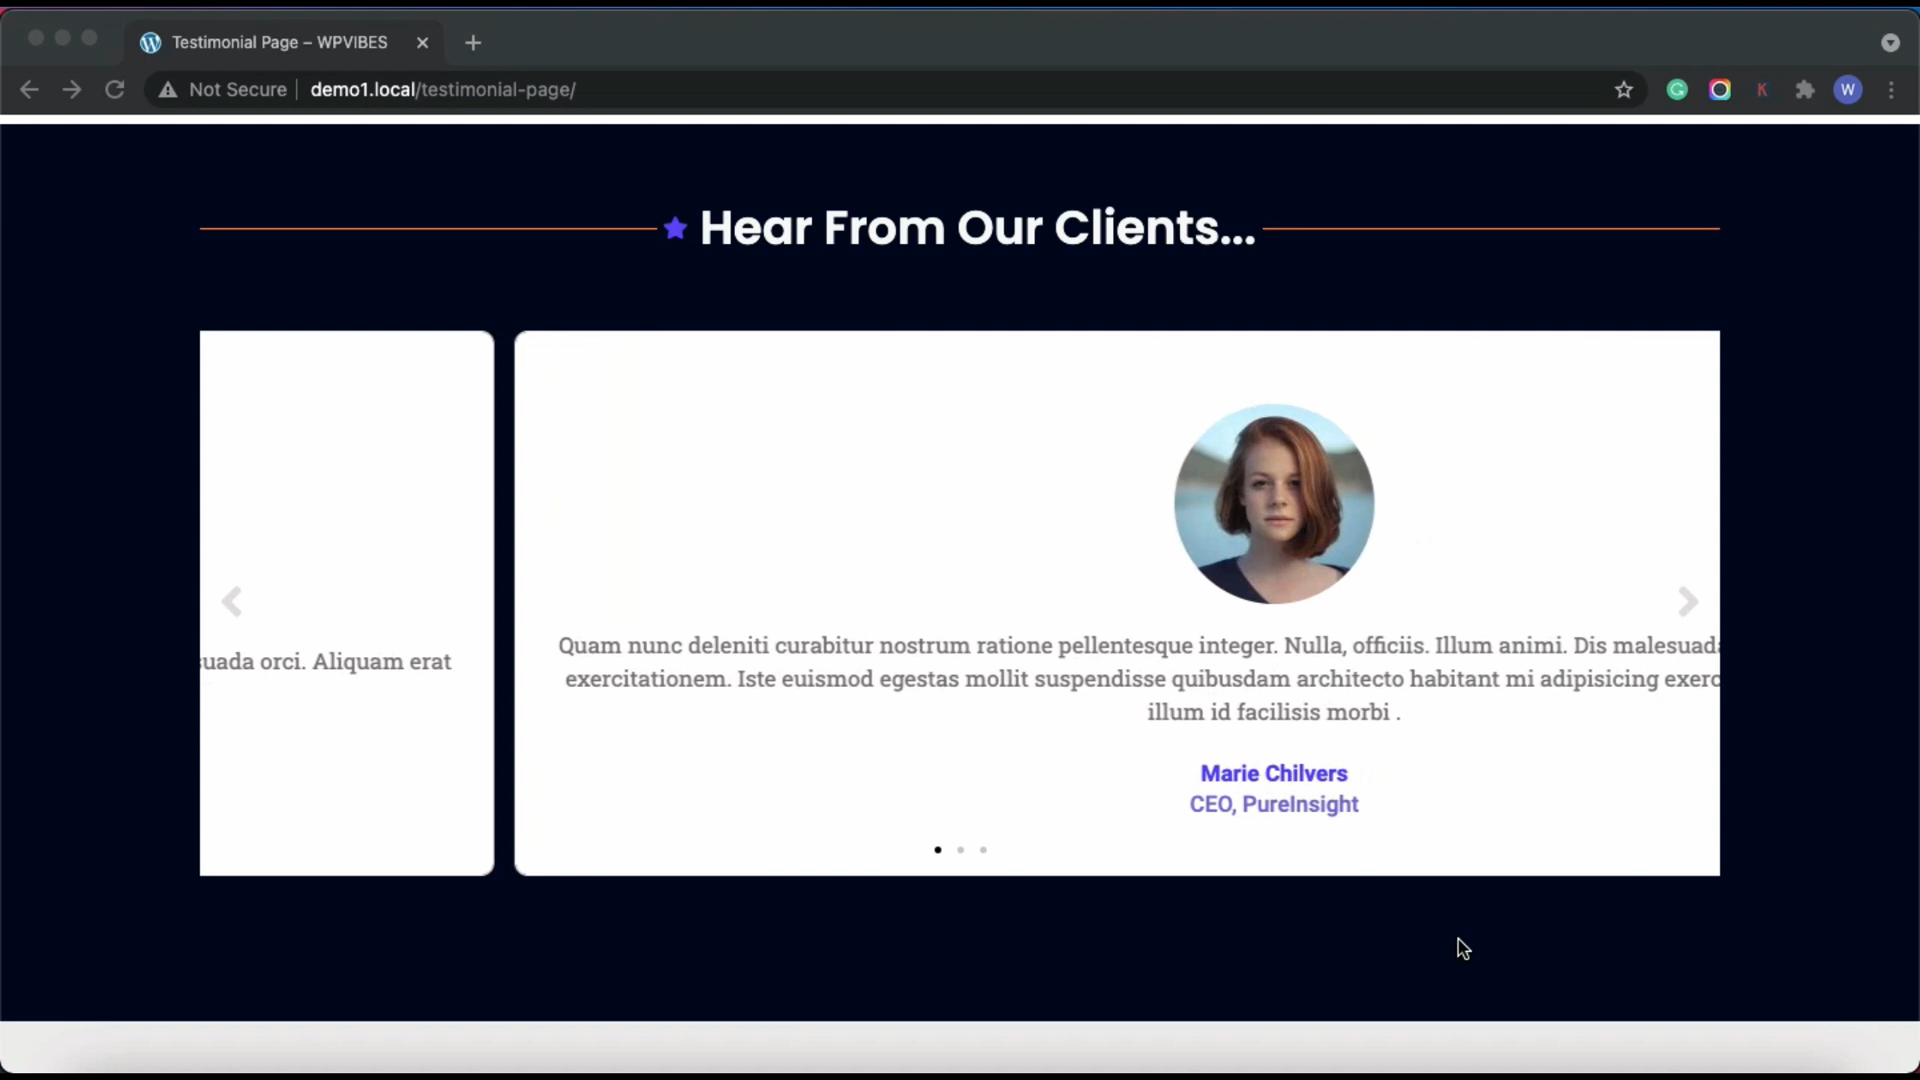 Testimonial Page – WPVIBES
Not Secure
demo1.local/testimonial-page/
K
W
Hear From Our Clients...
suada orci. Aliquam erat
Quam nunc deleniti curabitur nostrum ratione pellentesque integer. Nulla, officiis. Illum animi. Dis malesuada
exercitationem. Iste euismod egestas mollit suspendisse quibusdam architecto habitant mi adipisicing exerc
illum id facilisis morbi .
Marie Chilvers
CEO, PureInsight